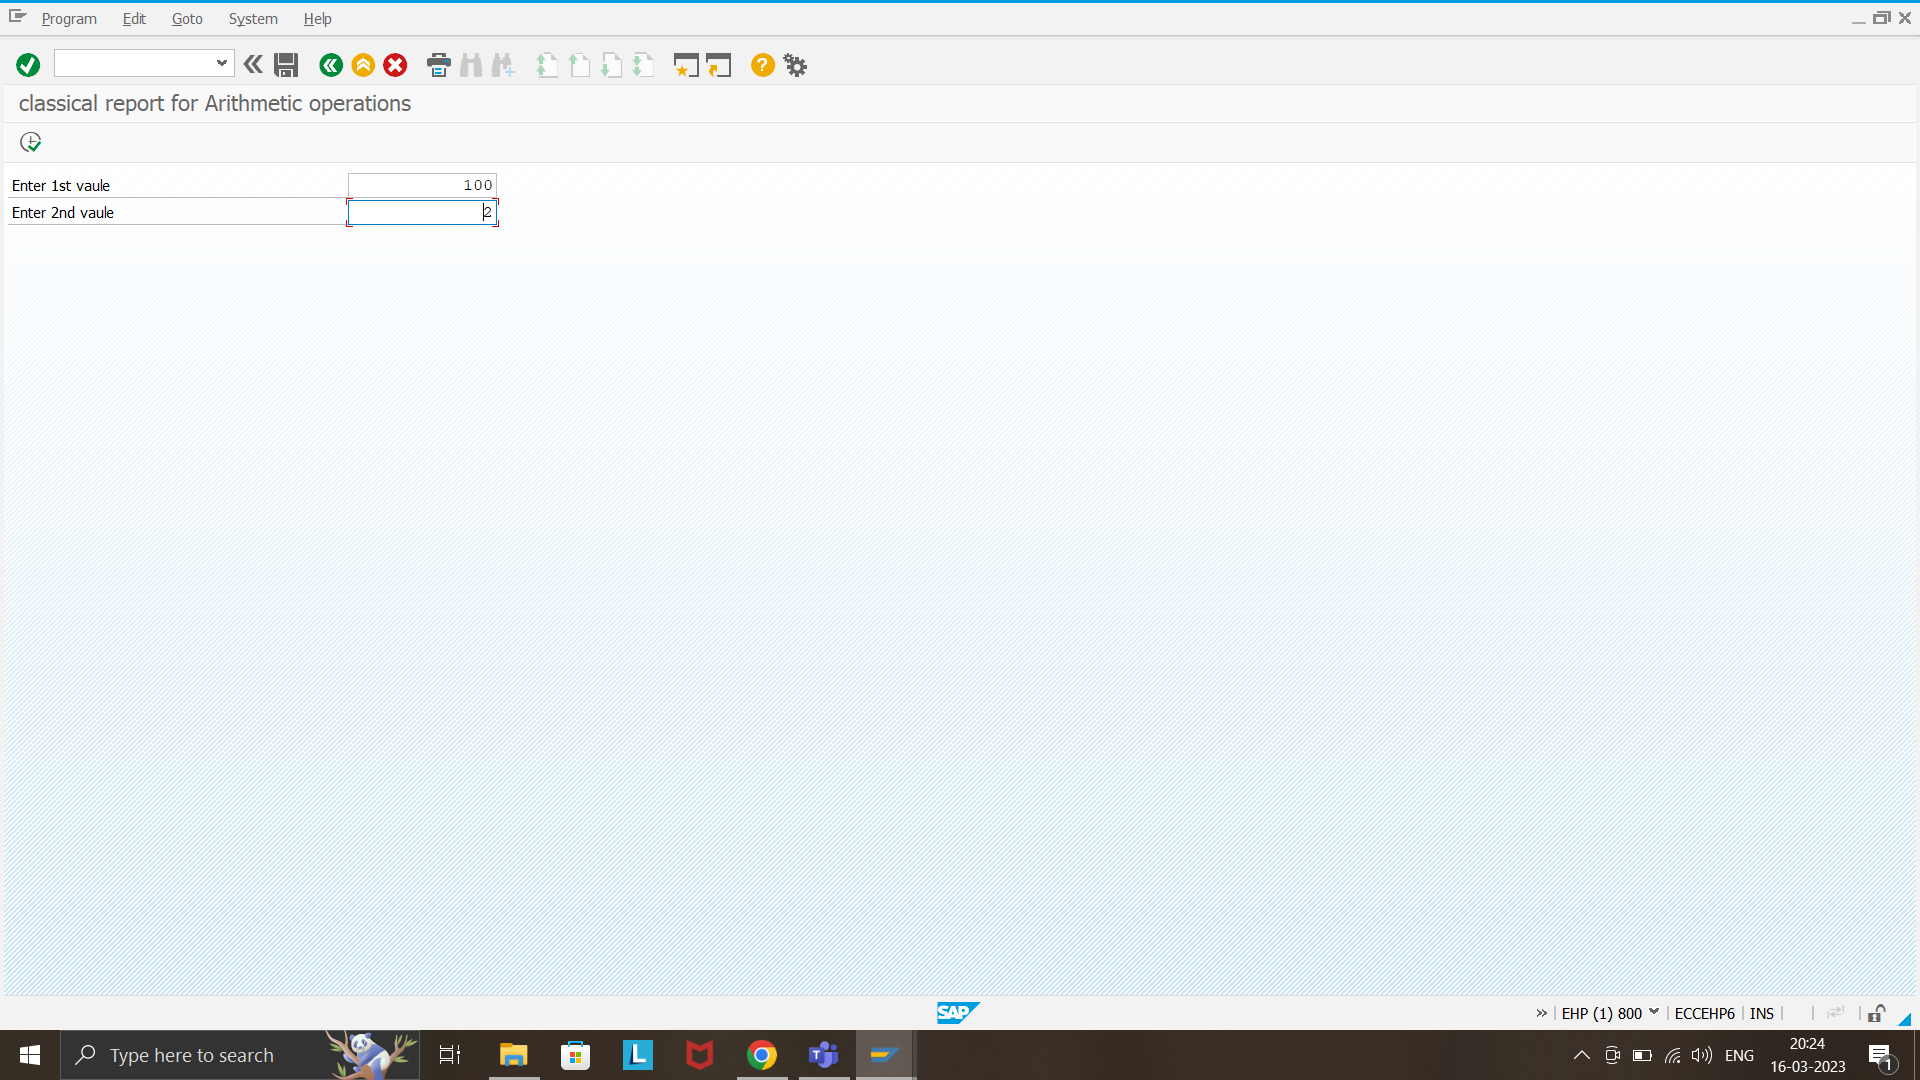 Program Edit Goto System Help
classical report for Arithmetic operations
Enter 1st vaule 100
Enter 2nd vaule 2
SAP
EHP (1) 800 ECCEHP6 INS
Type here to search
L
T
ENG
20:24
16-03-2023
1